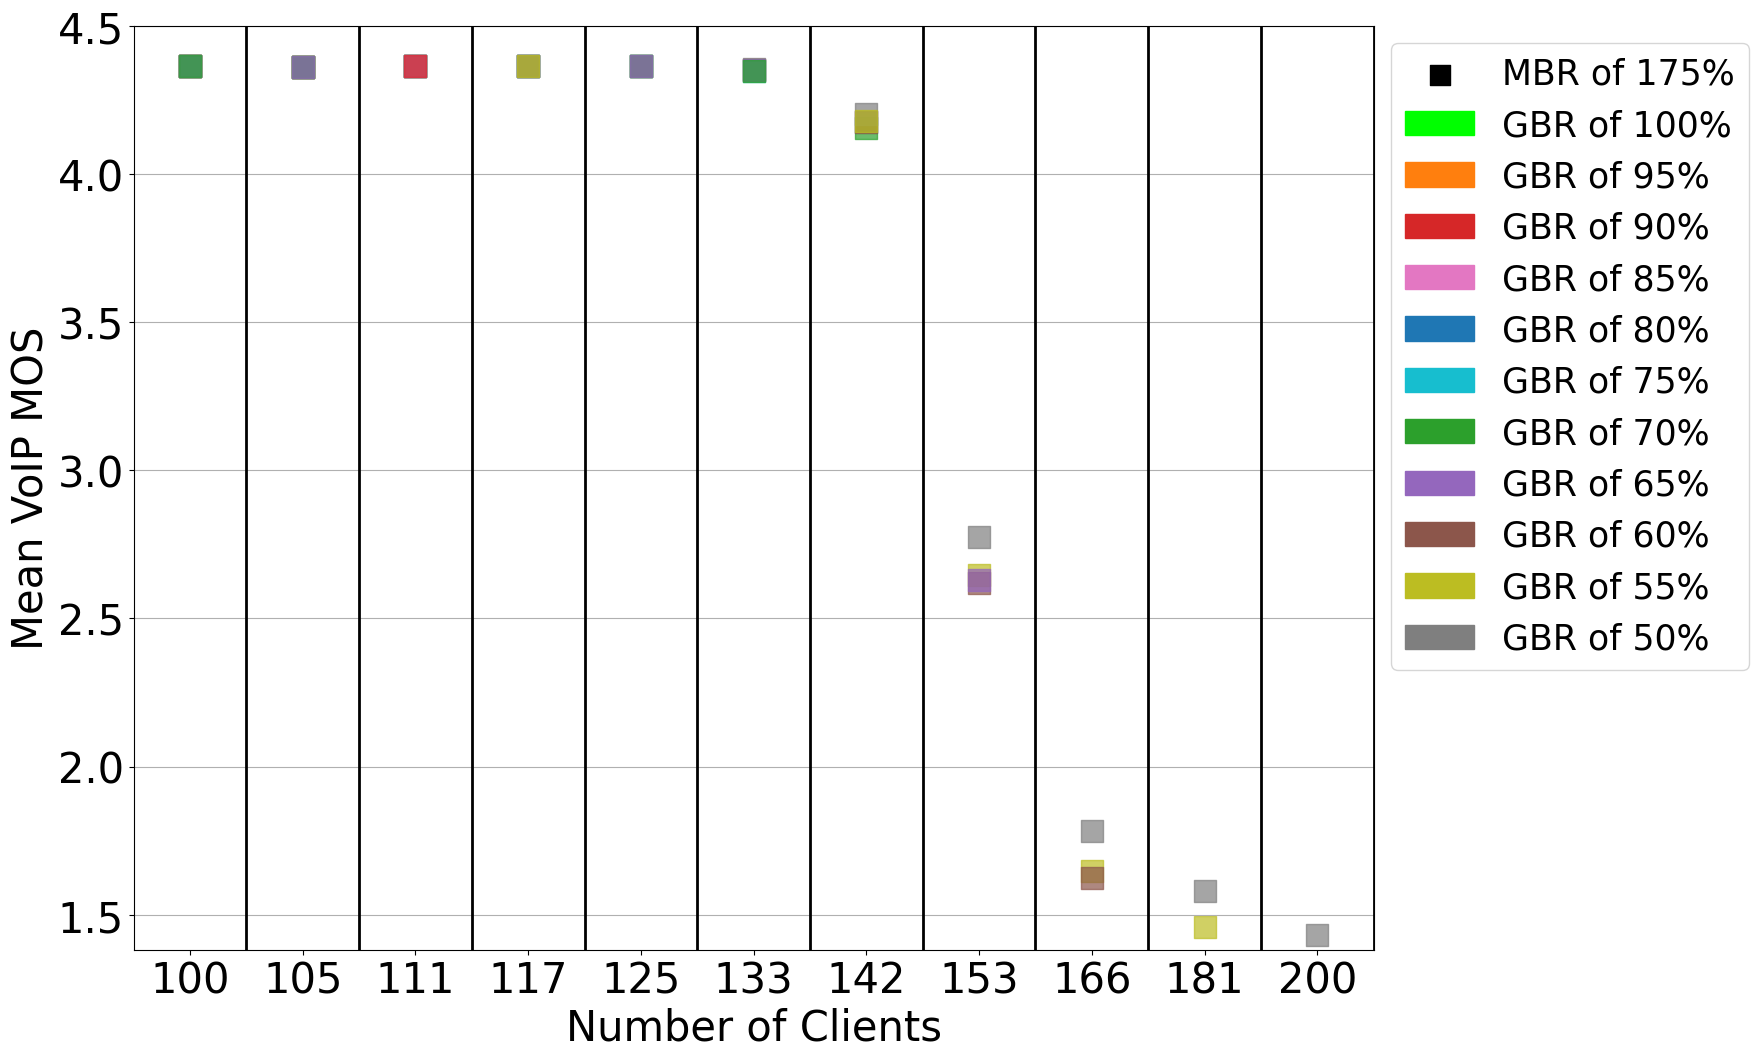 Mean VoIP MOS
4.5
4.0
3.5
3.0
2.5
2.0
1.5
100 105 111 117 125 133 142 153 166 181 200
Number of Clients
MBR of 175%
GBR of 100%
GBR of 95%
GBR of 90%
GBR of 85%
GBR of 80%
GBR of 75%
GBR of 70%
GBR of 65%
GBR of 60%
GBR of 55%
GBR of 50%